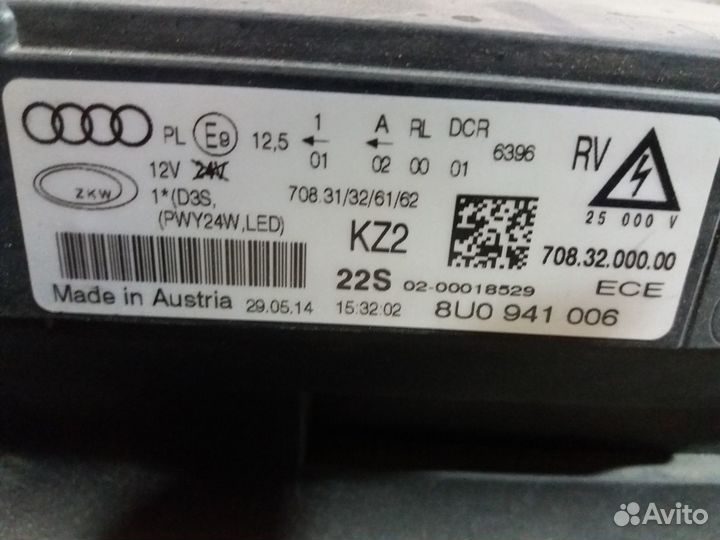 PL E9 12,5 1 A RL DCR
01 02 00 01 6396
12V 24V
ZKW
1*(D3S, 708.31/32/61/62
(PWY24W,LED)
KZ2
RV
25 000 V
708.32.000.00
22S 02-00018529 ECE
Made in Austria 29.05.14 15:32:02 8U0 941 006
Avito